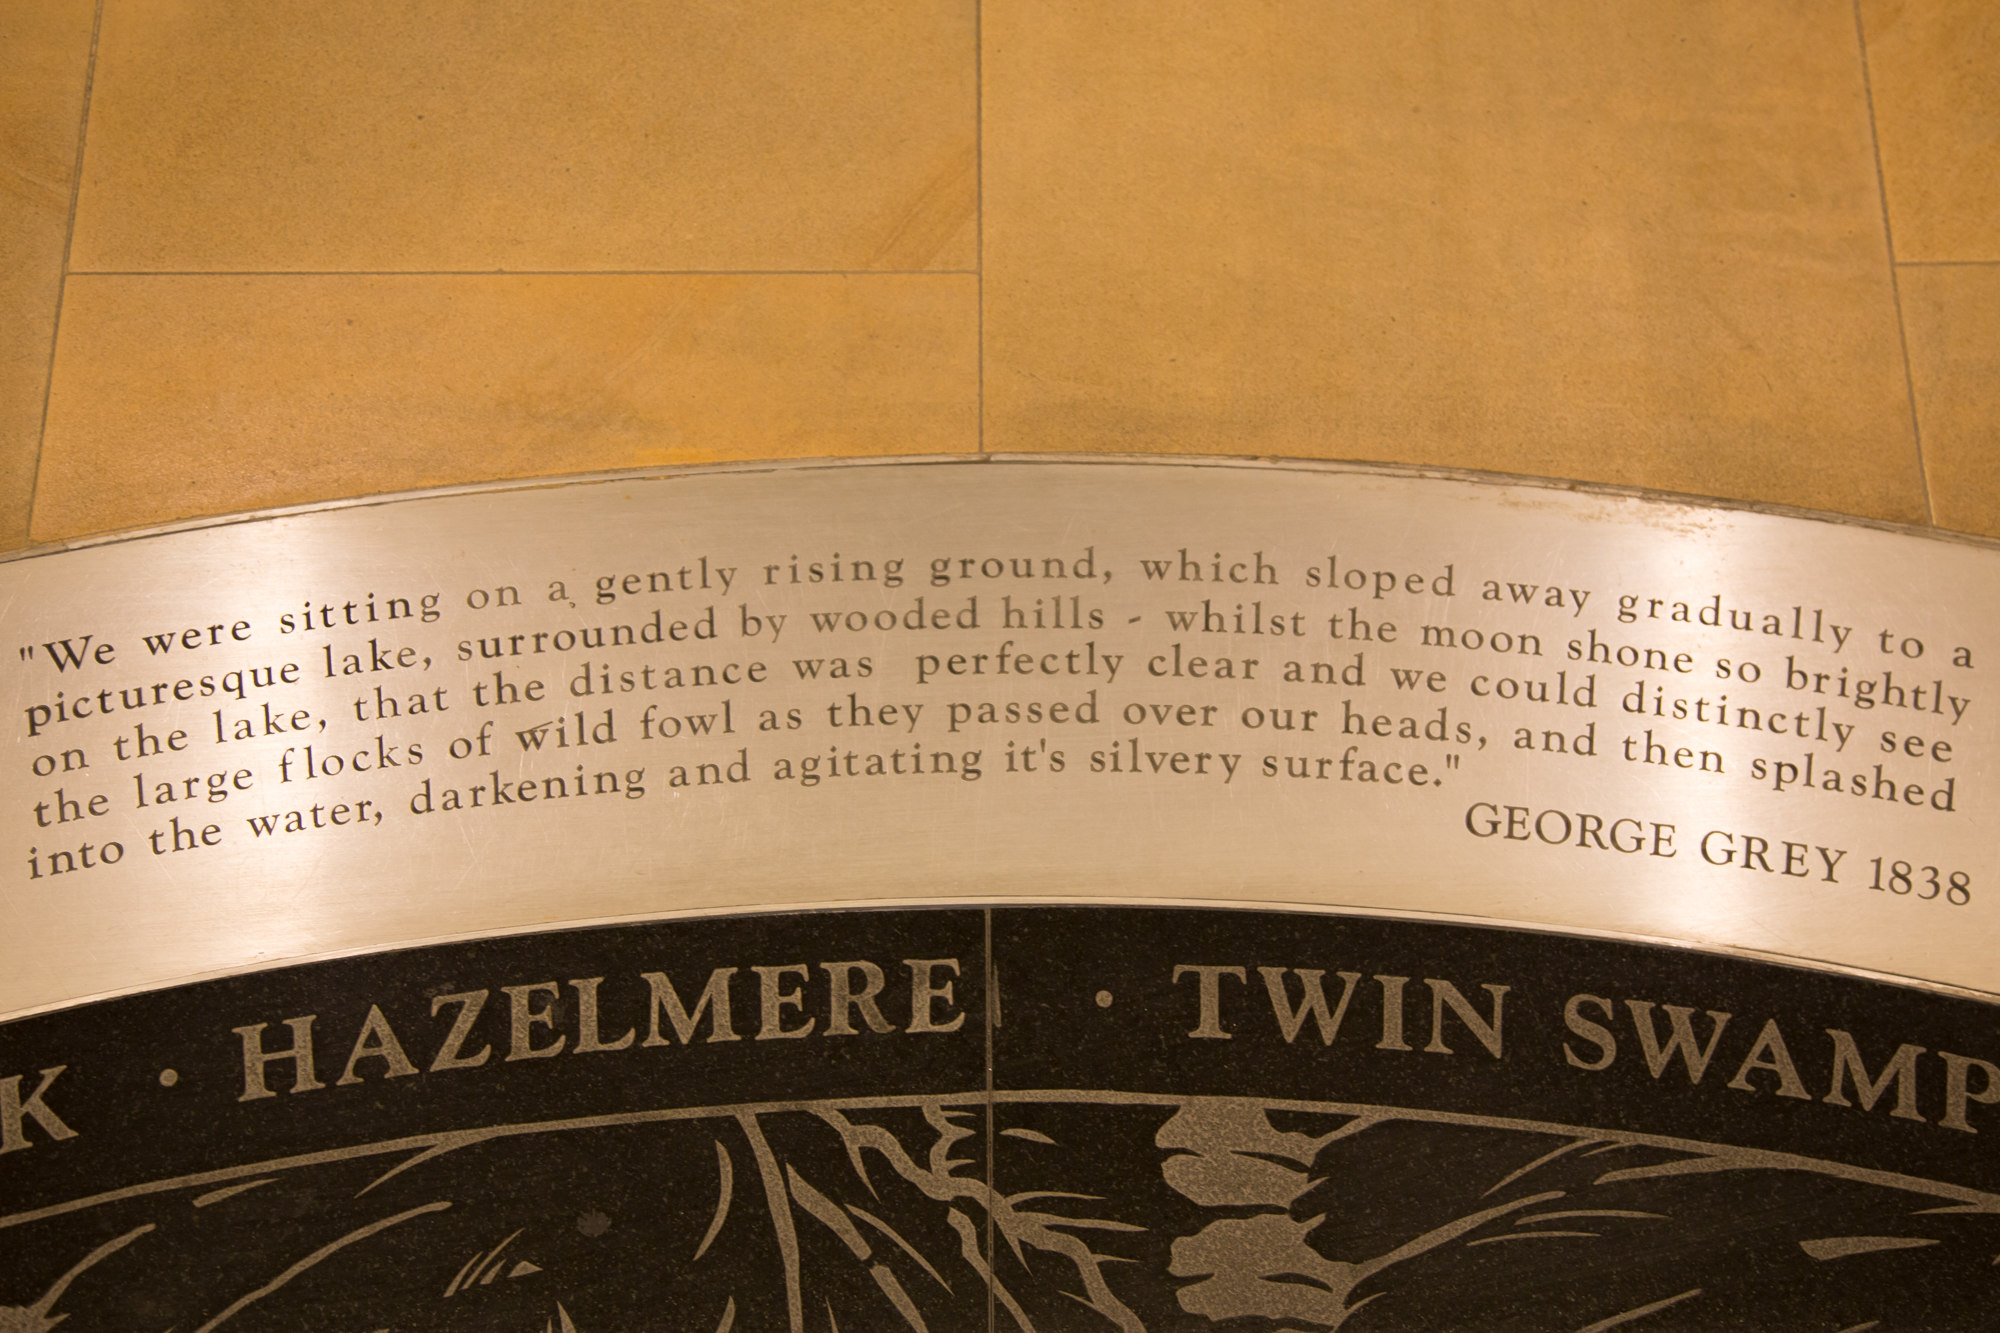 "We were sitting on a gently rising ground, which sloped away gradually to a
picturesque lake, surrounded by wooded hills - whilst the moon shone so brightly
on the lake, that the distance was perfectly clear and we could distinctly see
the large flocks of wild fowl as they passed over our heads, and then splashed
into the water, darkening and agitating it's silvery surface."
GEORGE GREY 1838
K · HAZELMERE · TWIN SWAMP